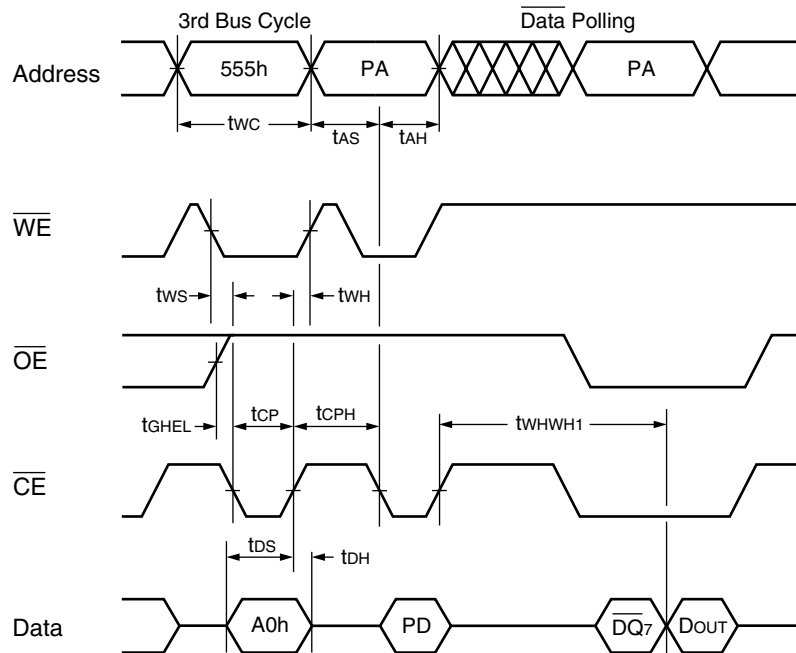 3rd Bus Cycle
Data Polling
Address
555h
PA
PA
tWC
tAS
tAH
WE
tWS
tWH
OE
tGHEL
tCP
tCPH
tWHWH1
CE
tDS
tDH
Data
A0h
PD
DQ7
DOUT